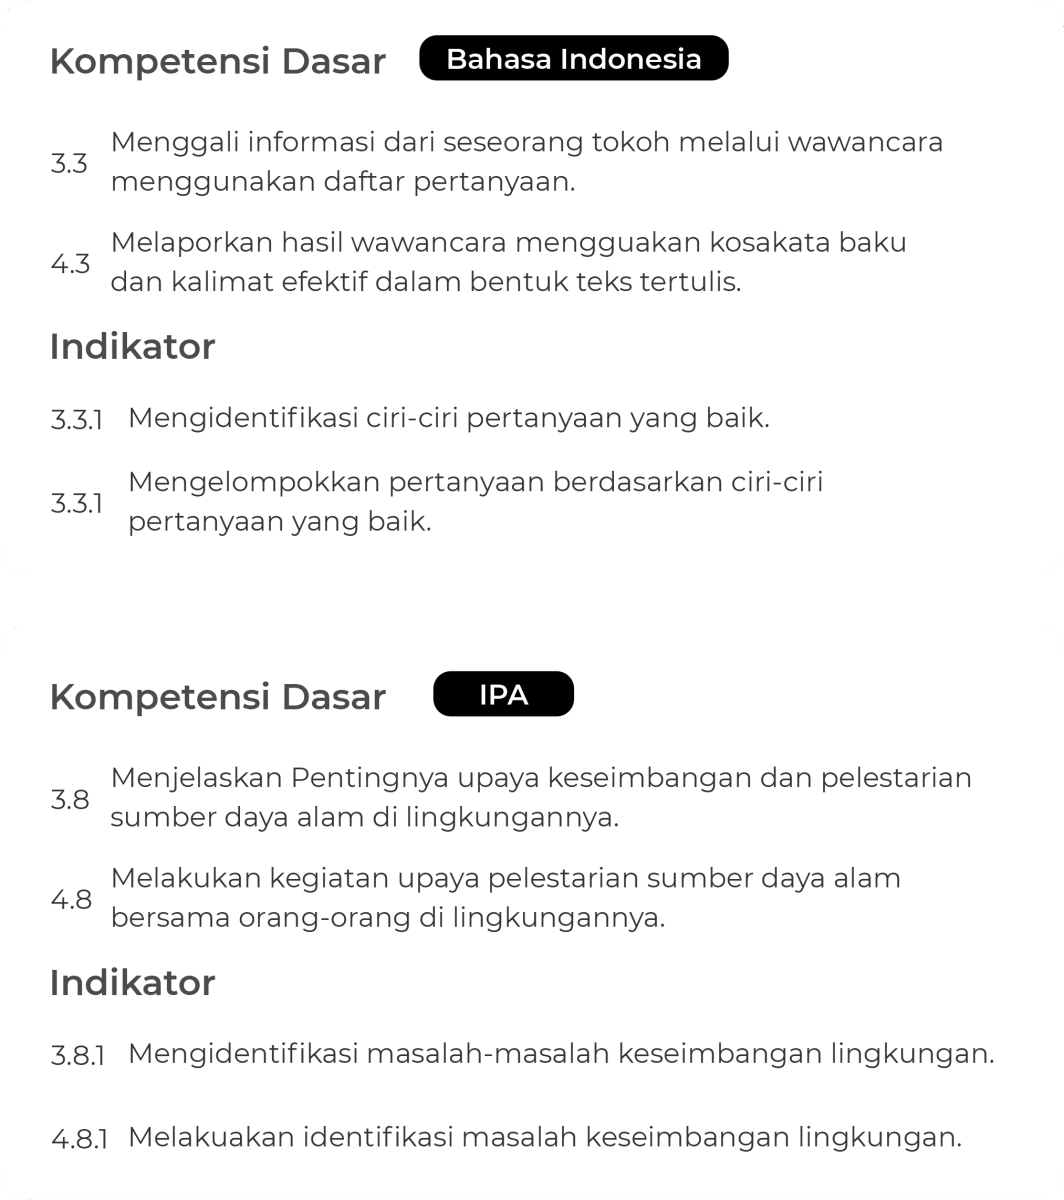 Kompetensi Dasar Bahasa Indonesia
3.3 Menggali informasi dari seseorang tokoh melalui wawancara
menggunakan daftar pertanyaan.
4.3 Melaporkan hasil wawancara mengguakan kosakata baku
dan kalimat efektif dalam bentuk teks tertulis.
Indikator
3.3.1 Mengidentifikasi ciri-ciri pertanyaan yang baik.
3.3.1 Mengelompokkan pertanyaan berdasarkan ciri-ciri
pertanyaan yang baik.
Kompetensi Dasar IPA
3.8 Menjelaskan Pentingnya upaya keseimbangan dan pelestarian
sumber daya alam di lingkungannya.
4.8 Melakukan kegiatan upaya pelestarian sumber daya alam
bersama orang-orang di lingkungannya.
Indikator
3.8.1 Mengidentifikasi masalah-masalah keseimbangan lingkungan.
4.8.1 Melakuakan identifikasi masalah keseimbangan lingkungan.